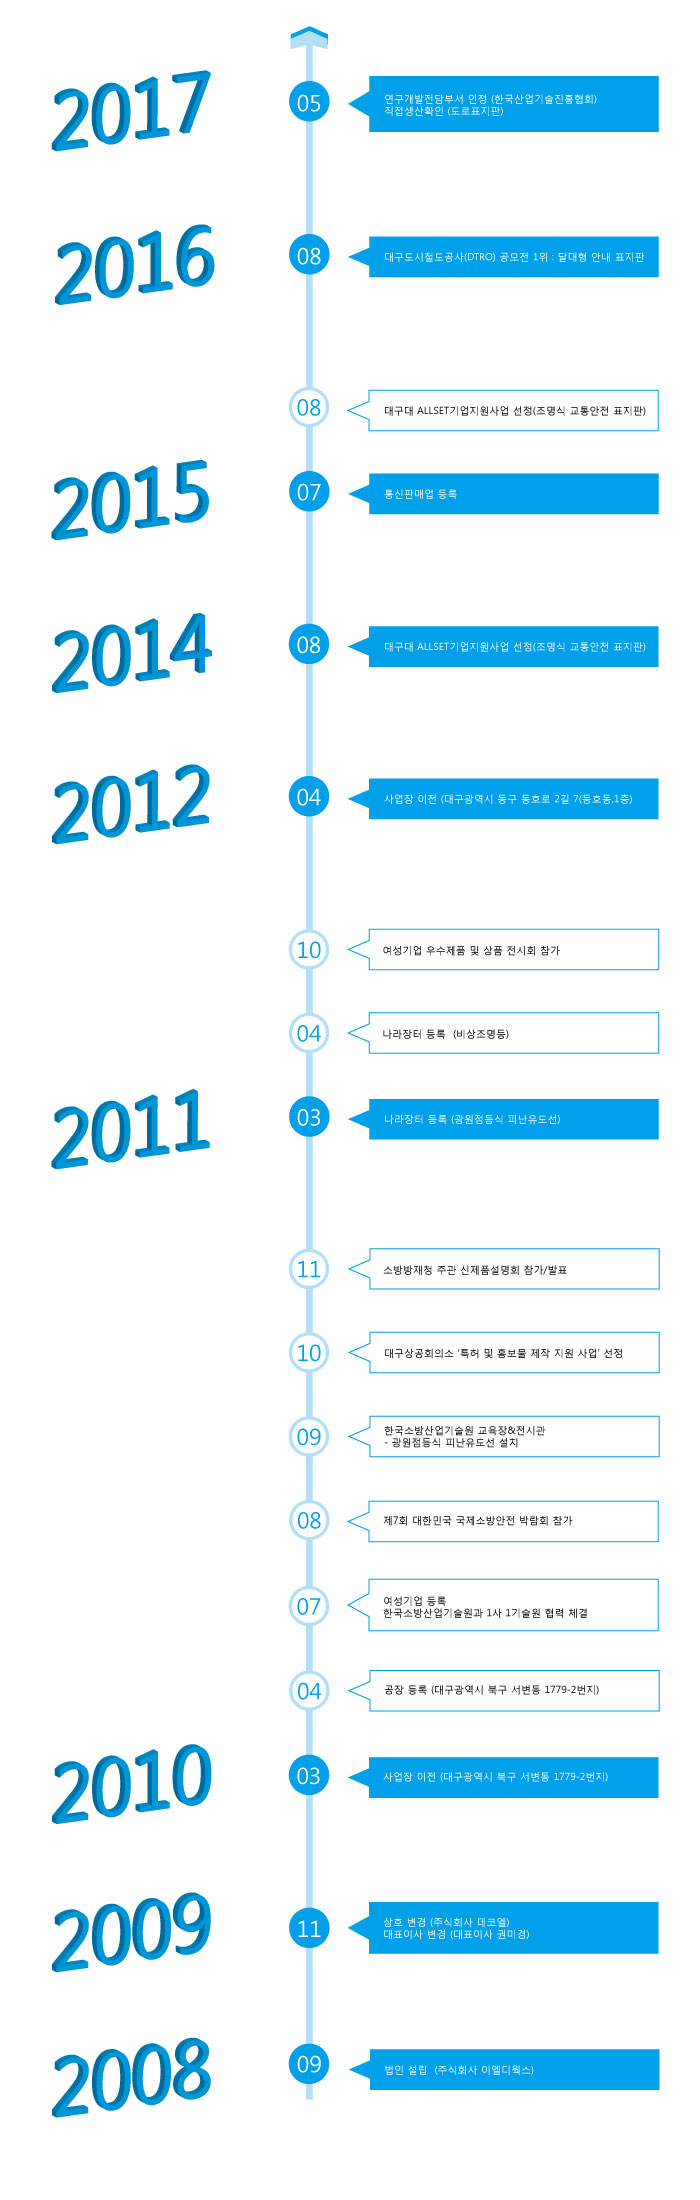 2017
05
연구개발전담부서 인정 (한국산업기술진흥협회)
직접생산확인 (도로표지판)
2016
08
대구도시철도공사(DTRO) 공모전 1위 : 달대형 안내 표지판
08
대구대 ALLSET기업지원사업 선정(조명식 교통안전 표지판)
2015
07
통신판매업 등록
2014
08
대구대 ALLSET기업지원사업 선정(조명식 교통안전 표지판)
2012
04
사업장 이전 (대구광역시 동구 동호로 2길 7(동호동,1층)
10
여성기업 우수제품 및 상품 전시회 참가
04
나라장터 등록 (비상조명등)
2011
03
나라장터 등록 (광원점등식 피난유도선)
11
소방방재청 주관 신제품설명회 참가/발표
10
대구상공회의소 '특허 및 홍보물 제작 지원 사업' 선정
09
한국소방산업기술원 교육장&전시관
- 광원점등식 피난유도선 설치
08
제7회 대한민국 국제소방안전 박람회 참가
07
여성기업 등록
한국소방산업기술원과 1사 1기술원 협력 체결
04
공장 등록 (대구광역시 북구 서변동 1779-2번지)
2010
03
사업장 이전 (대구광역시 북구 서변동 1779-2번지)
2009
11
상호 변경 (주식회사 데코엘)
대표이사 변경 (대표이사 권미경)
2008
09
법인 설립 (주식회사 이엘디웍스)